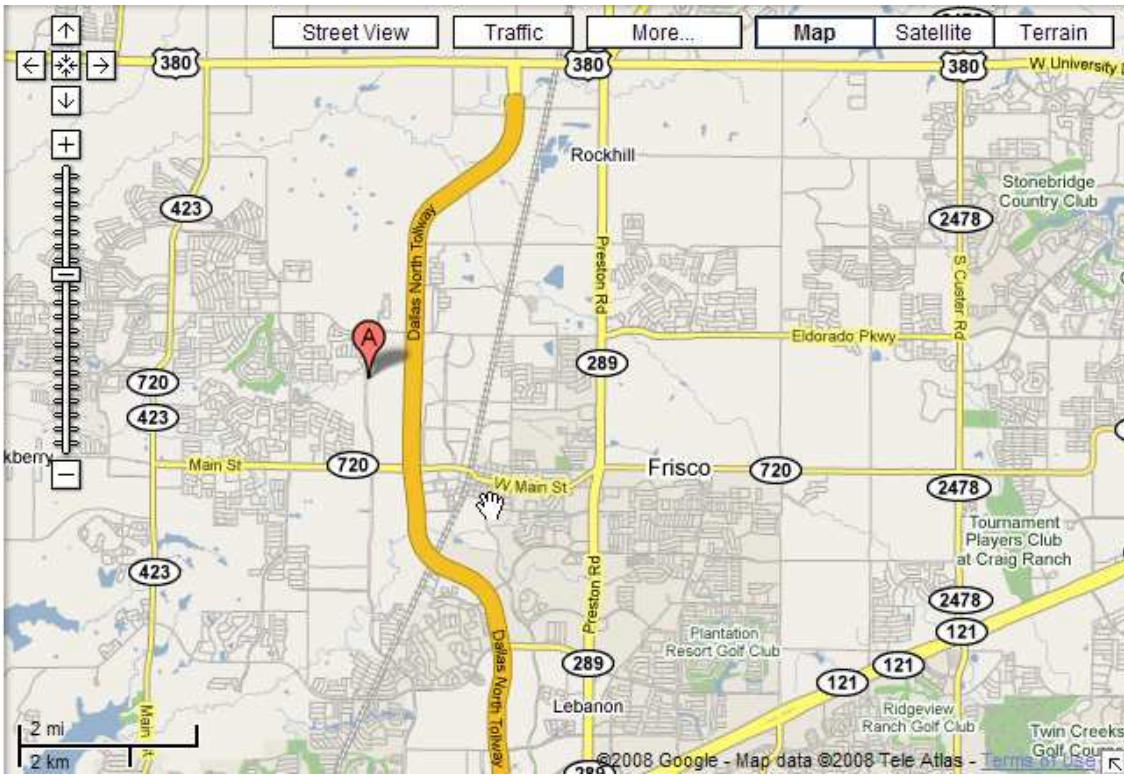 Street View
Traffic
More...
Map
Satellite
Terrain
380
380
380
W University
Rockhill
Stonebridge
Country Club
423
2478
Dallas North Tollway
Preston Rd
S Custer Rd
Eldorado Pkwy
A
289
720
423
kberry
Main St
720
W Main St
Frisco
720
2478
Tournament
Players Club
at Craig Ranch
423
2478
121
Preston Rd
Plantation
Resort Golf Club
Dallas North Tollway
289
121
121
Lebanon
Ridgeview
Ranch Golf Club
Main St
Twin Creeks
2 mi
2 km
289
©2008 Google - Map data ©2008 Tele Atlas - Terms of Use